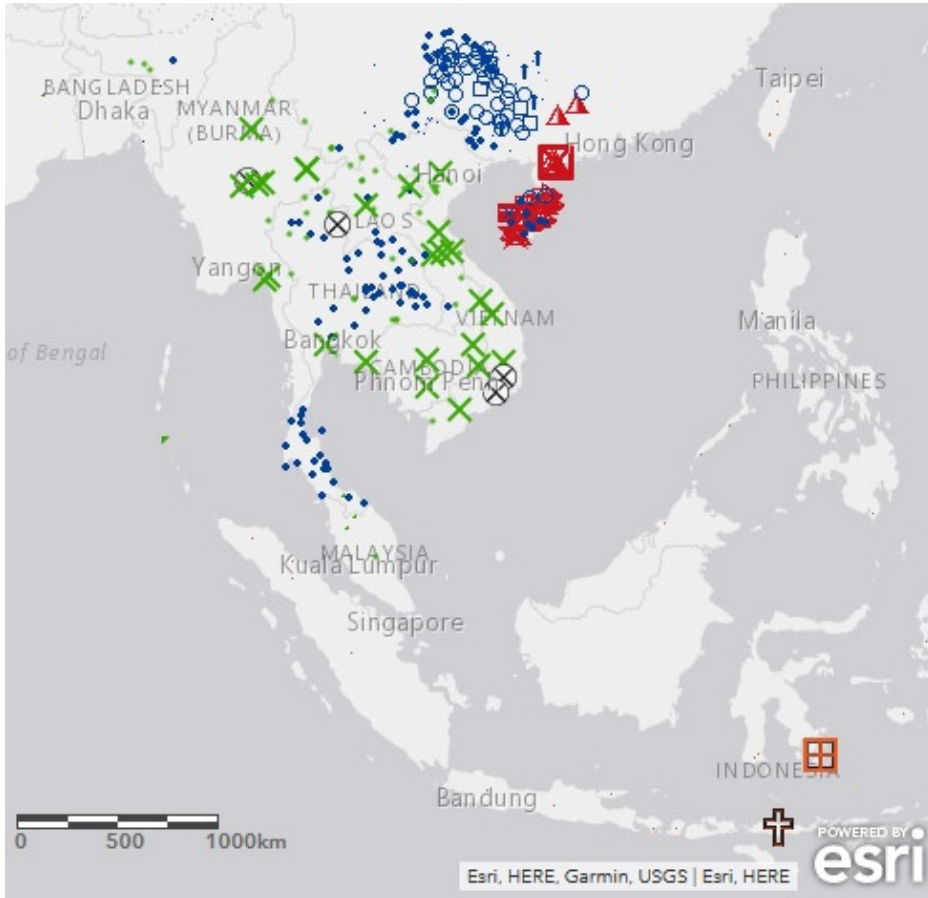 Taipei
BANGLADESH
Dhaka
MYANMAR
(BURMA)
Hong Kong
Hanoi
LAOS
Yangon
THAILAND
VIETNAM
Manila
Bangkok
of Bengal
CAMBODI
Phnom Penh
PHILIPPINES
MALAYSIA
Kuala Lumpur
Singapore
INDONESIA
Bandung
0 500 1000km
POWERED BY
esri
Esri, HERE, Garmin, USGS | Esri, HERE